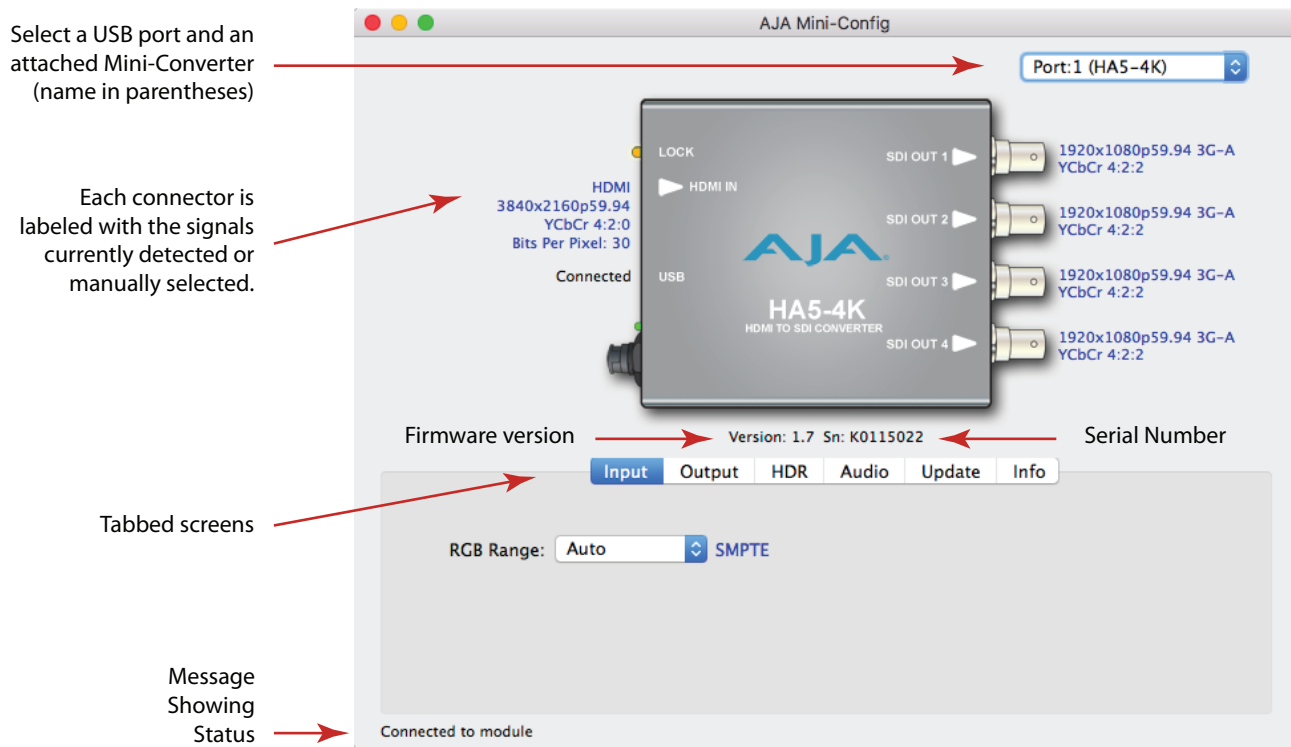 AJA Mini-Config
Select a USB port and an
attached Mini-Converter
(name in parentheses)
Port:1 (HA5-4K)
LOCK
HDMI IN
USB
SDI OUT 1
SDI OUT 2
SDI OUT 3
SDI OUT 4
AJA®
HA5-4K
HDMI TO SDI CONVERTER
1920x1080p59.94 3G-A
YCbCr 4:2:2
1920x1080p59.94 3G-A
YCbCr 4:2:2
1920x1080p59.94 3G-A
YCbCr 4:2:2
1920x1080p59.94 3G-A
YCbCr 4:2:2
Each connector is
labeled with the signals
currently detected or
manually selected.
HDMI
3840x2160p59.94
YCbCr 4:2:0
Bits Per Pixel: 30
Connected
Firmware version
Version: 1.7 Sn: K0115022
Serial Number
Input Output HDR Audio Update Info
Tabbed screens
RGB Range: Auto SMPTE
Message
Showing
Status
Connected to module